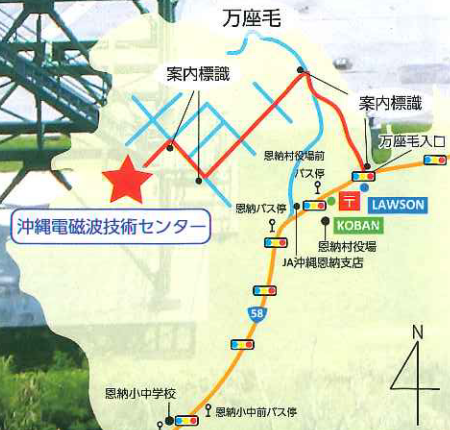 万座毛
案内標識
案内標識
万座毛入口
恩納村役場前
バス停
〒
LAWSON
沖縄電磁波技術センター
恩納バス停
KOBAN
恩納村役場
JA沖縄恩納支店
58
N
恩納小中学校
恩納小中前バス停